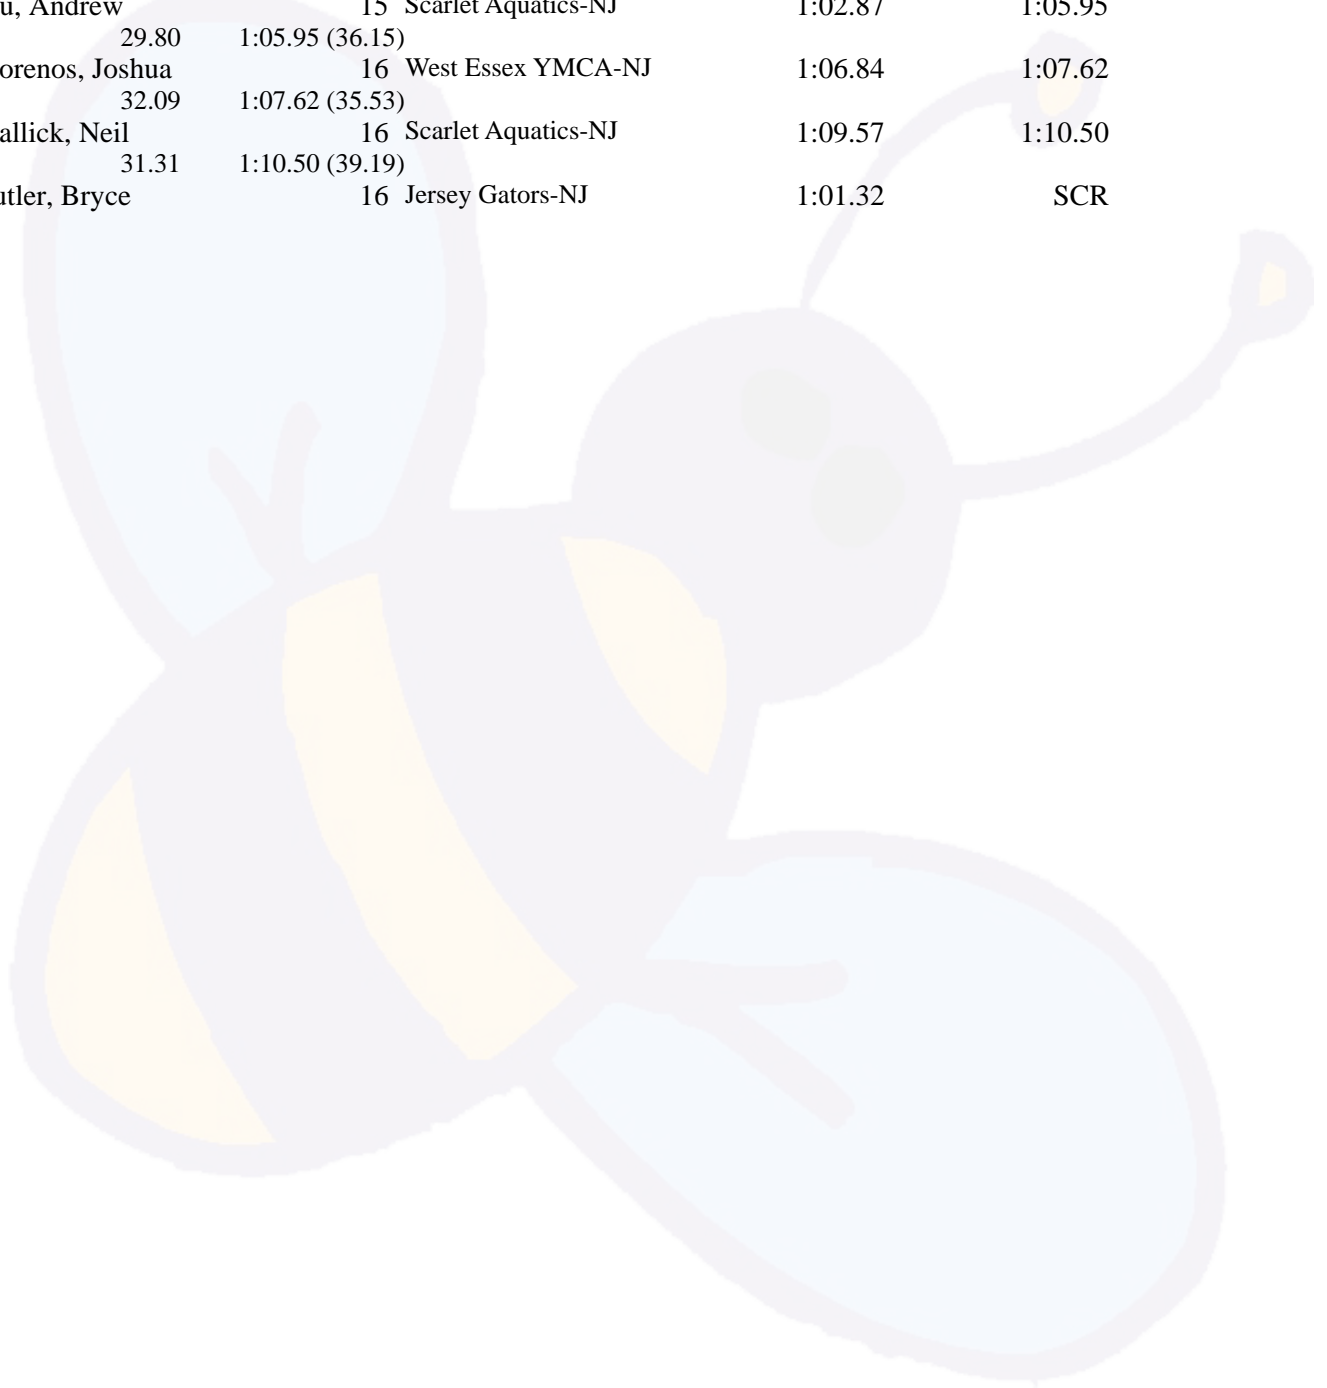 u, Andrew 15 Scarlet Aquatics-NJ 1:02.87 1:05.95
29.80 1:05.95 (36.15)
orenos, Joshua 16 West Essex YMCA-NJ 1:06.84 1:07.62
32.09 1:07.62 (35.53)
allick, Neil 16 Scarlet Aquatics-NJ 1:09.57 1:10.50
31.31 1:10.50 (39.19)
utler, Bryce 16 Jersey Gators-NJ 1:01.32 SCR